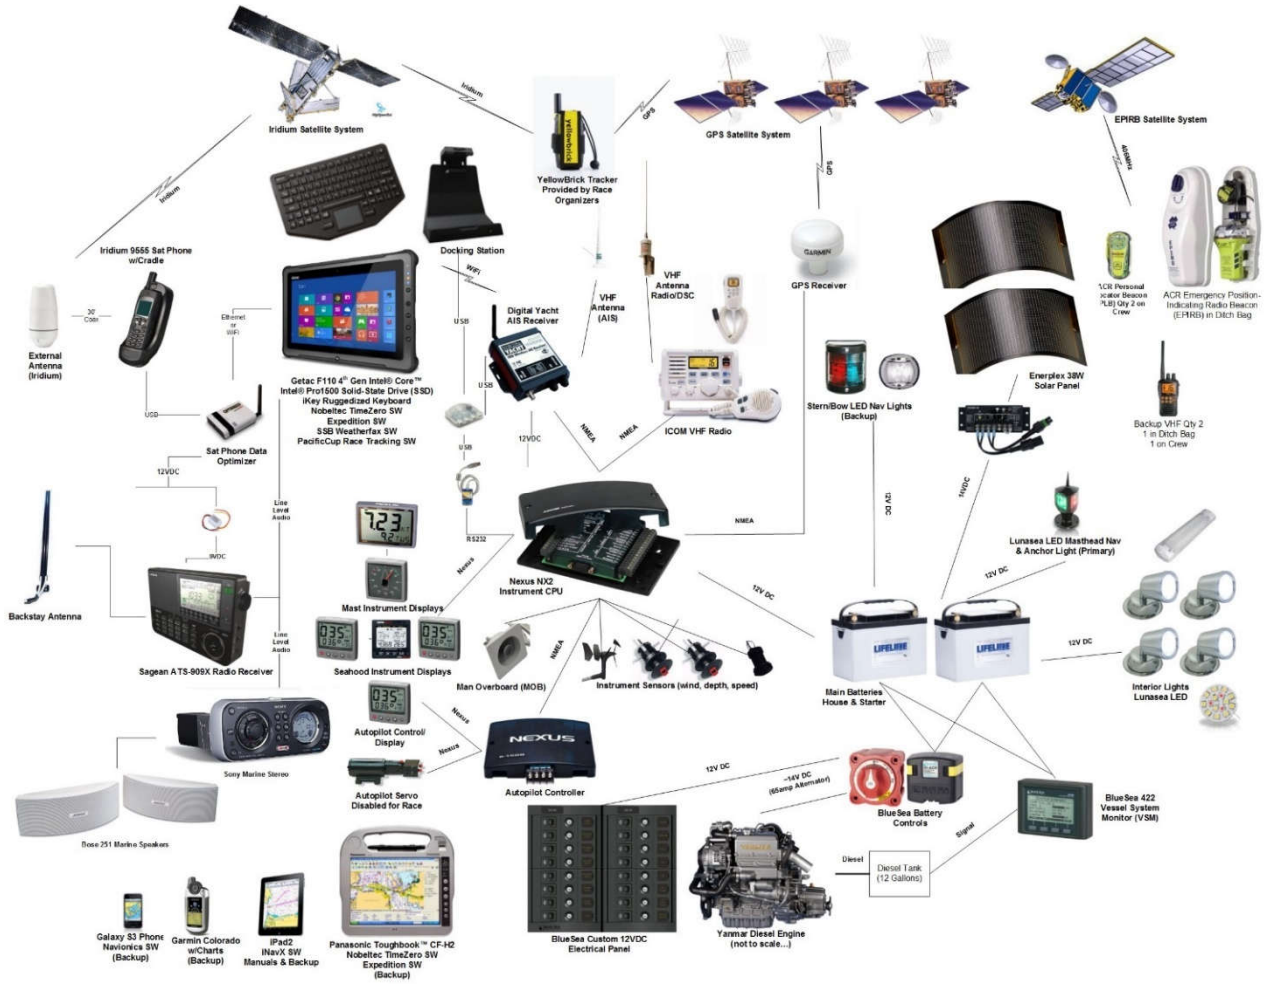 Iridium Satellite System
Iridium
Iridium
yellowbrick
YellowBrick Tracker
Provided by Race
Organizers
GPS
GPS Satellite System
GPS
EPIRB Satellite System
406MHz
Docking Station
WiFi
Iridium 9555 Sat Phone
w/Cradle
30'
Coax
External
Antenna
(Iridium)
Ethernet
or
WiFi
USB
Sat Phone Data
Optimizer
12VDC
Getac F110 4th Gen Intel® Core™
Intel® Pro1500 Solid-State Drive (SSD)
iKey Ruggedized Keyboard
Nobeltec TimeZero SW
Expedition SW
SSB Weatherfax SW
PacificCup Race Tracking SW
USB
USB
USB
RS232
Digital Yacht
AIS Receiver
12VDC
VHF
Antenna
(AIS)
VHF
Antenna
Radio/DSC
NMEA
NMEA
ICOM VHF Radio
GARMIN
GPS Receiver
NMEA
Stern/Bow LED Nav Lights
(Backup)
12V DC
Enerplex 38W
Solar Panel
14VDC
ACR Personal
Locator Beacon
(PLB) Qty 2 on
Crew
EPIRB
ACR Emergency Position-
Indicating Radio Beacon
(EPIRB) in Ditch Bag
Backup VHF Qty 2
1 in Ditch Bag
1 on Crew
Lunasea LED Masthead Nav
& Anchor Light (Primary)
12V DC
12V DC
Interior Lights
Lunasea LED
Backstay Antenna
9VDC
Line
Level
Audio
Sagean ATS-909X Radio Receiver
Line
Level
Audio
7.23
Mast Instrument Displays
035
035
Seahood Instrument Displays
035
Autopilot Control/
Display
Nexus
Nexus
Nexus
Autopilot Servo
Disabled for Race
Nexus NX2
Instrument CPU
12V DC
Man Overboard (MOB)
NMEA
Instrument Sensors (wind, depth, speed)
NEXUS
Autopilot Controller
LIFELINE
LIFELINE
Main Batteries
House & Starter
Sony Marine Stereo
Bose 251 Marine Speakers
12V DC
~14V DC
(65amp Alternator)
BlueSea Battery
Controls
BlueSea 422
Vessel System
Monitor (VSM)
Signal
Diesel
Diesel Tank
(12 Gallons)
BlueSea Custom 12VDC
Electrical Panel
Yanmar Diesel Engine
(not to scale...)
Galaxy S3 Phone
Navionics SW
(Backup)
Garmin Colorado
w/Charts
(Backup)
iPad2
iNavX SW
Manuals & Backup
Panasonic Toughbook™ CF-H2
Nobeltec TimeZero SW
Expedition SW
(Backup)